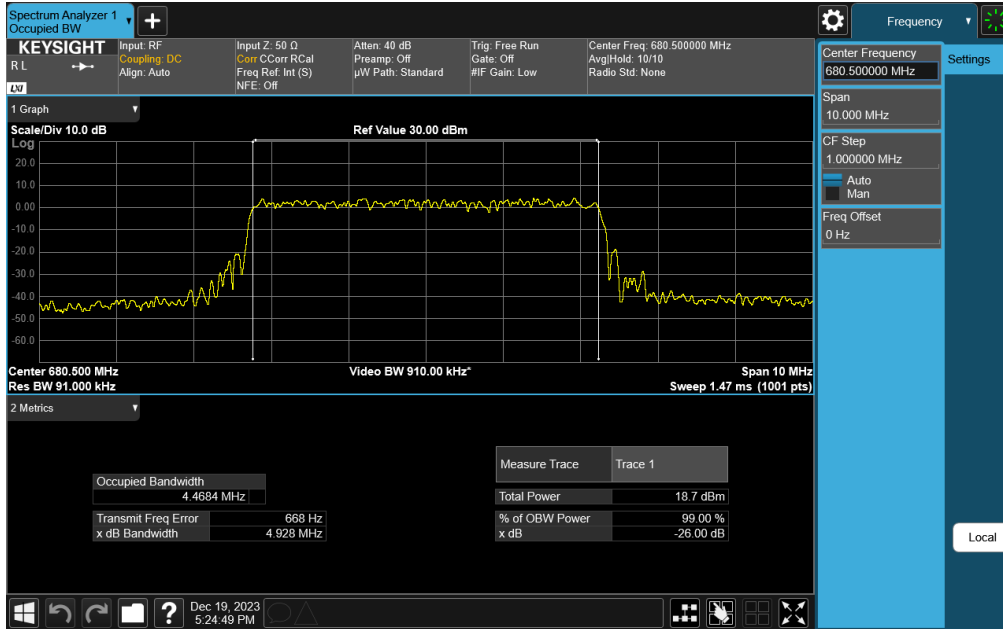 Spectrum Analyzer 1
Occupied BW
Frequency
KEYSIGHT
R L
LXI
Input: RF
Coupling: DC
Align: Auto
Input Z: 50 Ω
Corr CCorr RCal
Freq Ref: Int (S)
NFE: Off
Atten: 40 dB
Preamp: Off
µW Path: Standard
Trig: Free Run
Gate: Off
#IF Gain: Low
Center Freq: 680.500000 MHz
Avg|Hold: 10/10
Radio Std: None
Center Frequency
680.500000 MHz
Settings
Span
10.000 MHz
CF Step
1.000000 MHz
Auto
Man
Freq Offset
0 Hz
Local
1 Graph
Scale/Div 10.0 dB
Ref Value 30.00 dBm
Log
20.0
10.0
0.00
-10.0
-20.0
-30.0
-40.0
-50.0
-60.0
Center 680.500 MHz
Video BW 910.00 kHz*
Span 10 MHz
Res BW 91.000 kHz
Sweep 1.47 ms (1001 pts)
2 Metrics
Measure Trace Trace 1
Occupied Bandwidth
4.4684 MHz
Total Power 18.7 dBm
Transmit Freq Error 668 Hz
% of OBW Power 99.00 %
x dB Bandwidth 4.928 MHz
x dB -26.00 dB
?
Dec 19, 2023
5:24:49 PM